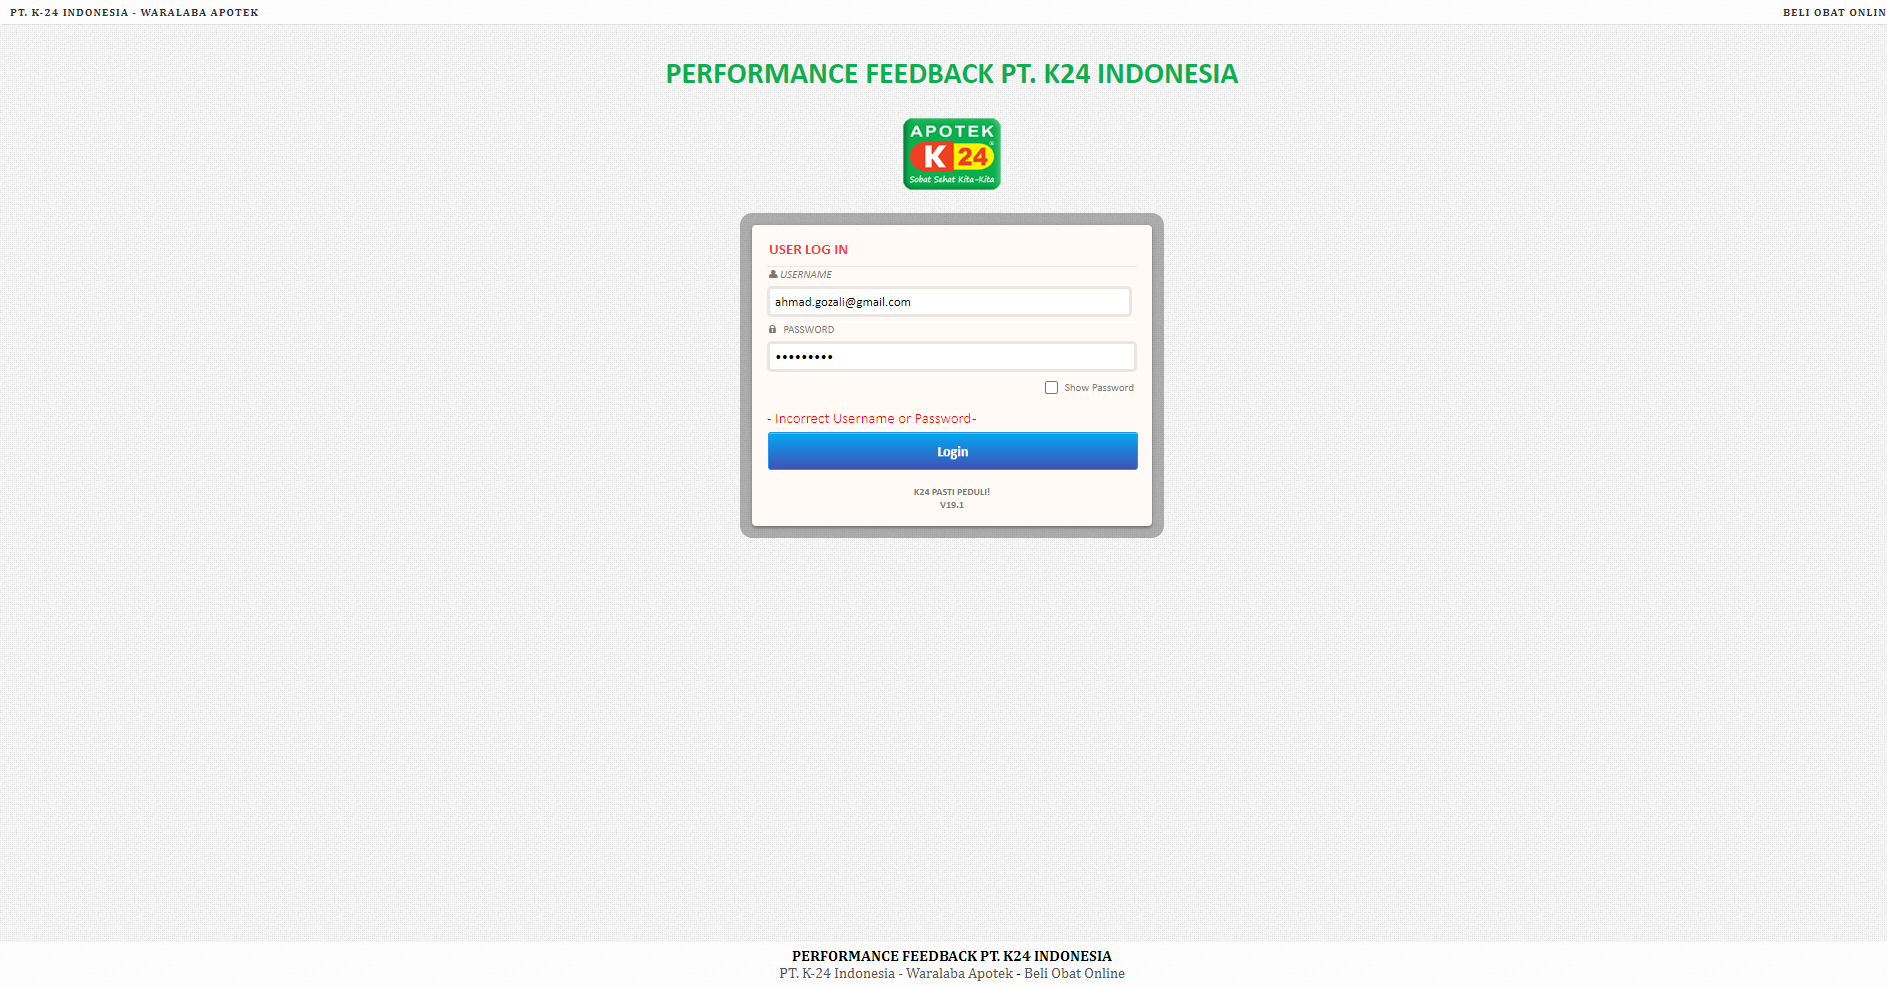 PT. K-24 INDONESIA - WARALABA APOTEK
BELI OBAT ONLIN
PERFORMANCE FEEDBACK PT. K24 INDONESIA
APOTEK
K 24
Sobat Sehat Kita-Kita
USER LOG IN
USERNAME
ahmad.gozali@gmail.com
PASSWORD
•••••••••
Show Password
- Incorrect Username or Password-
Login
K24 PASTI PEDULI!
V19.1
PERFORMANCE FEEDBACK PT. K24 INDONESIA
PT. K-24 Indonesia - Waralaba Apotek - Beli Obat Online